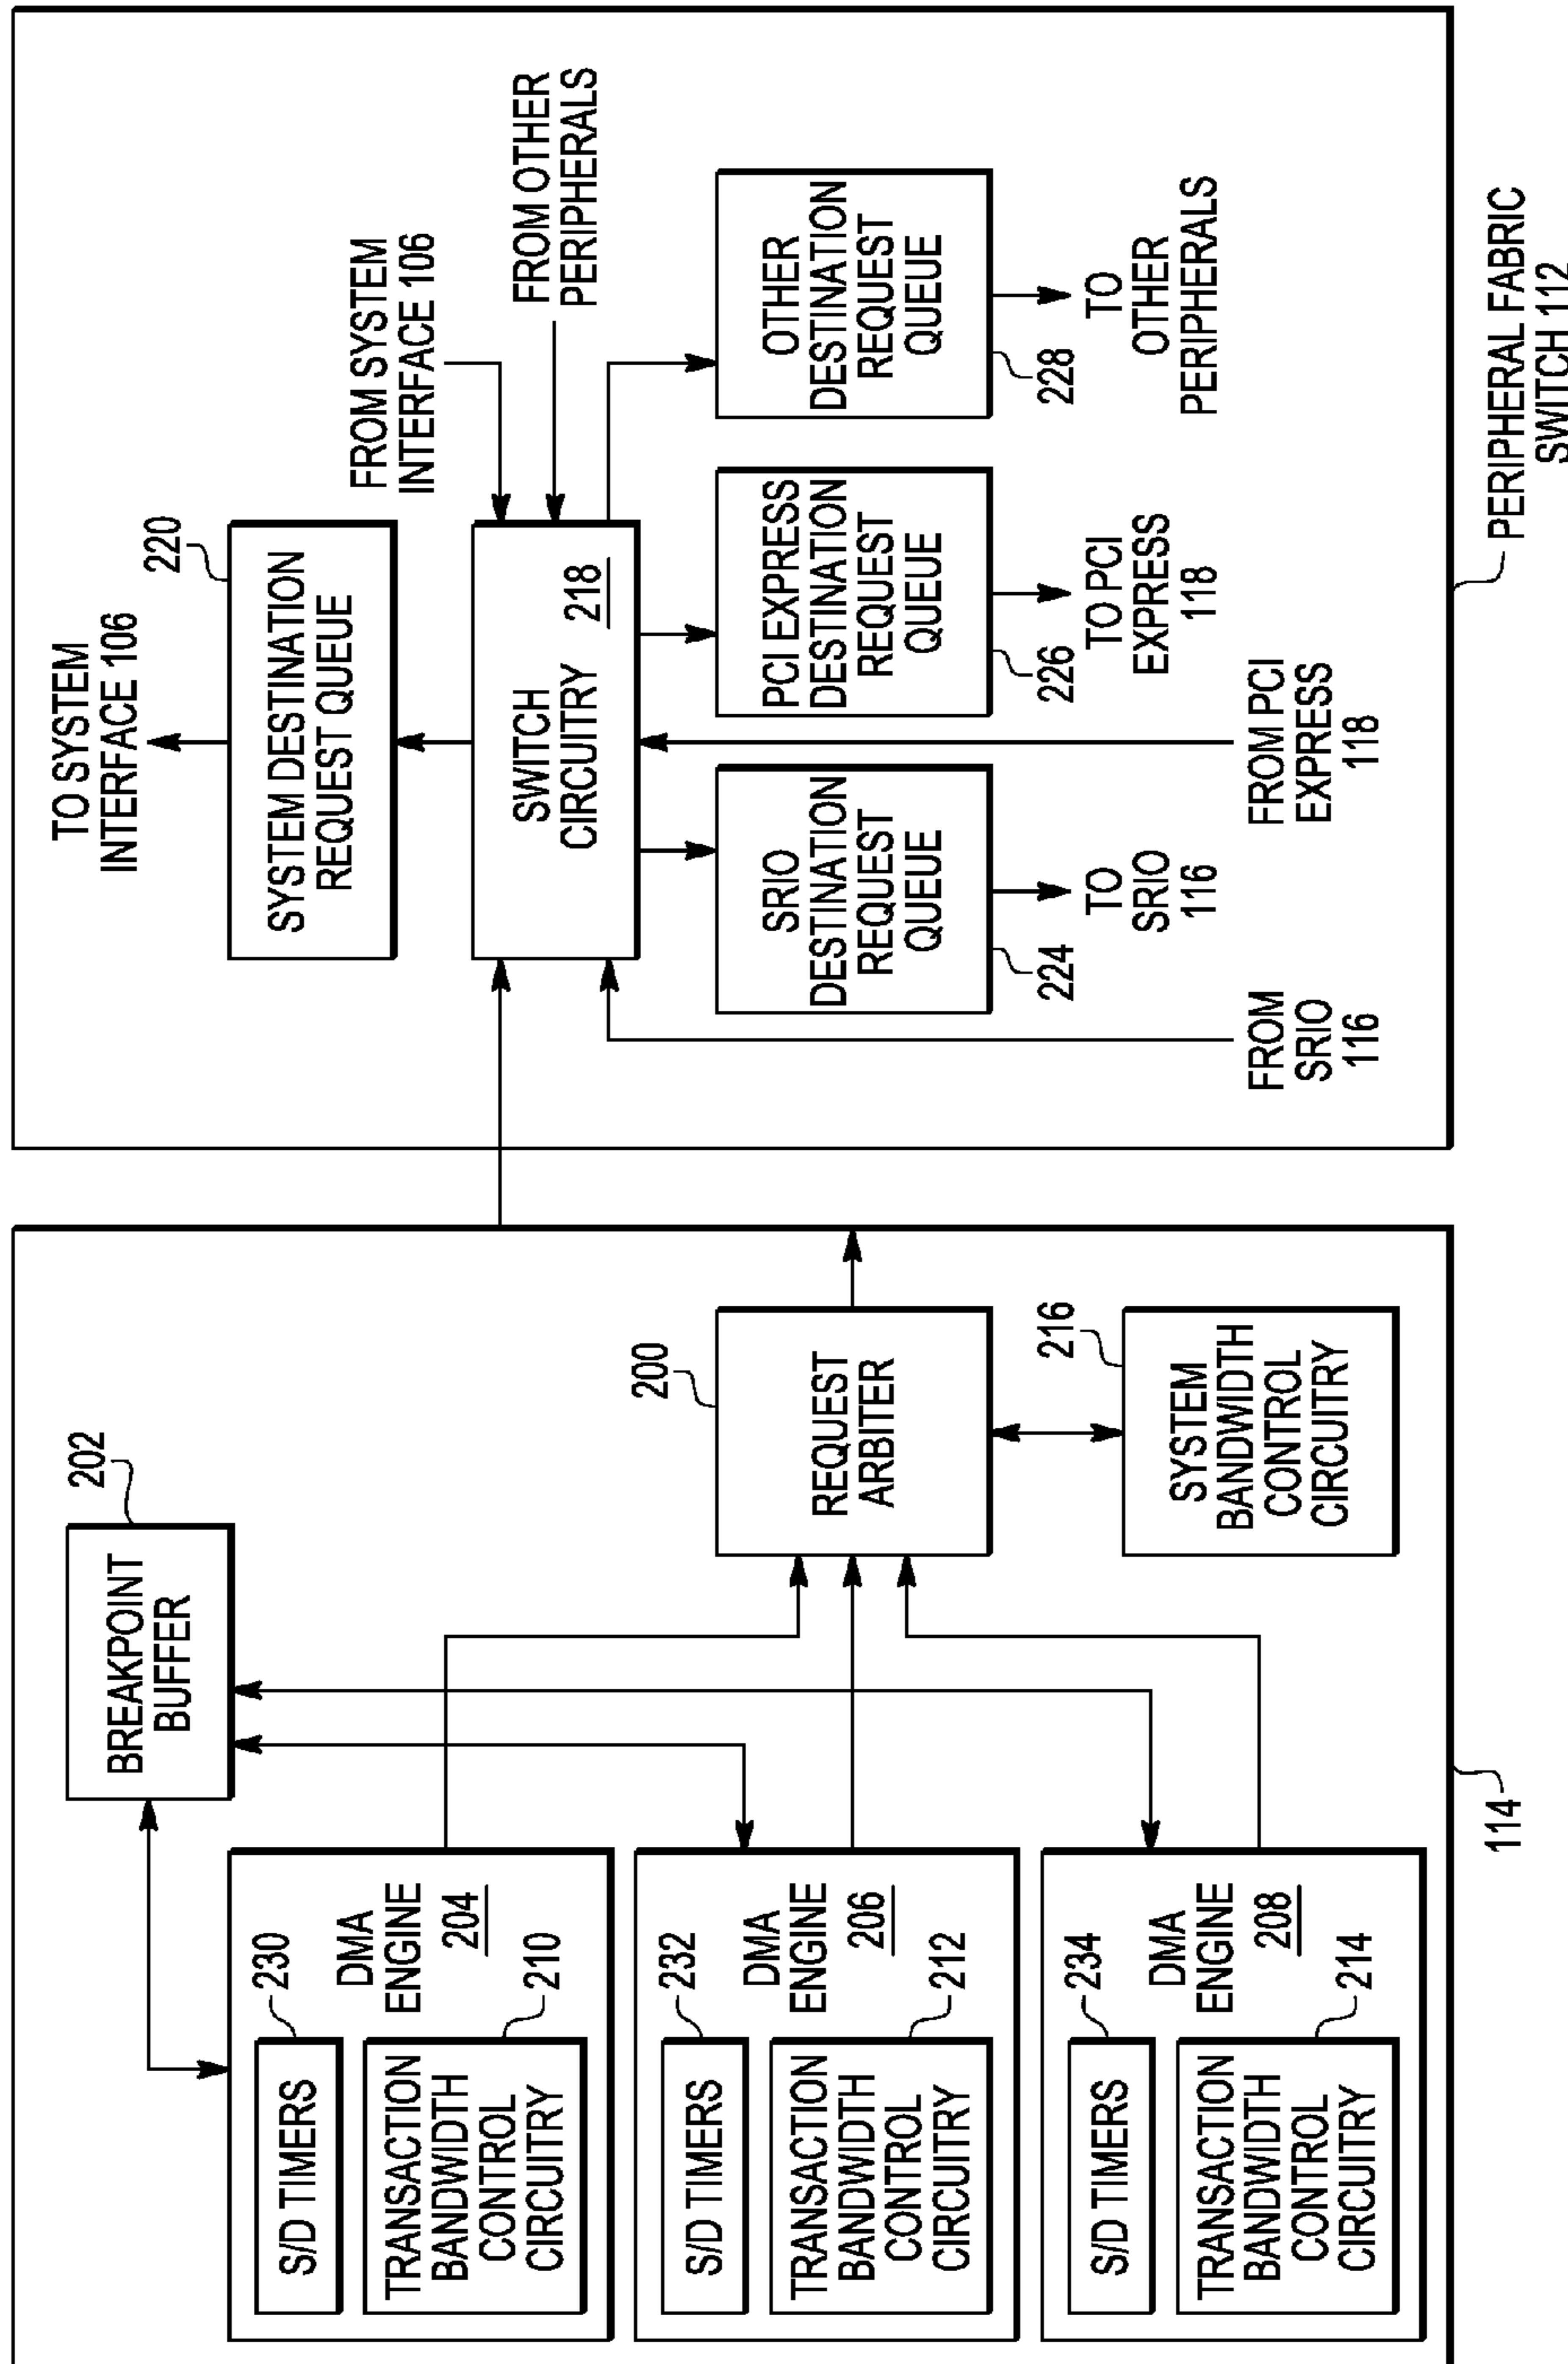 BREAKPOINT
BUFFER
202
230
S/D TIMERS
DMA
ENGINE
204
TRANSACTION
BANDWIDTH
CONTROL
CIRCUITRY
210
232
S/D TIMERS
DMA
ENGINE
206
TRANSACTION
BANDWIDTH
CONTROL
CIRCUITRY
212
234
S/D TIMERS
DMA
ENGINE
208
TRANSACTION
BANDWIDTH
CONTROL
CIRCUITRY
214
200
REQUEST
ARBITER
216
SYSTEM
BANDWIDTH
CONTROL
CIRCUITRY
114
TO SYSTEM
INTERFACE 106
220
SYSTEM DESTINATION
REQUEST QUEUE
FROM SYSTEM
INTERFACE 106
FROM OTHER
PERIPHERALS
SWITCH
CIRCUITRY
218
SRIO
DESTINATION
REQUEST
QUEUE
224
PCI EXPRESS
DESTINATION
REQUEST
QUEUE
226
OTHER
DESTINATION
REQUEST
QUEUE
228
TO
SRIO
116
TO PCI
EXPRESS
118
TO
OTHER
PERIPHERALS
FROM
SRIO
116
FROM PCI
EXPRESS
118
PERIPHERAL FABRIC
SWITCH 112